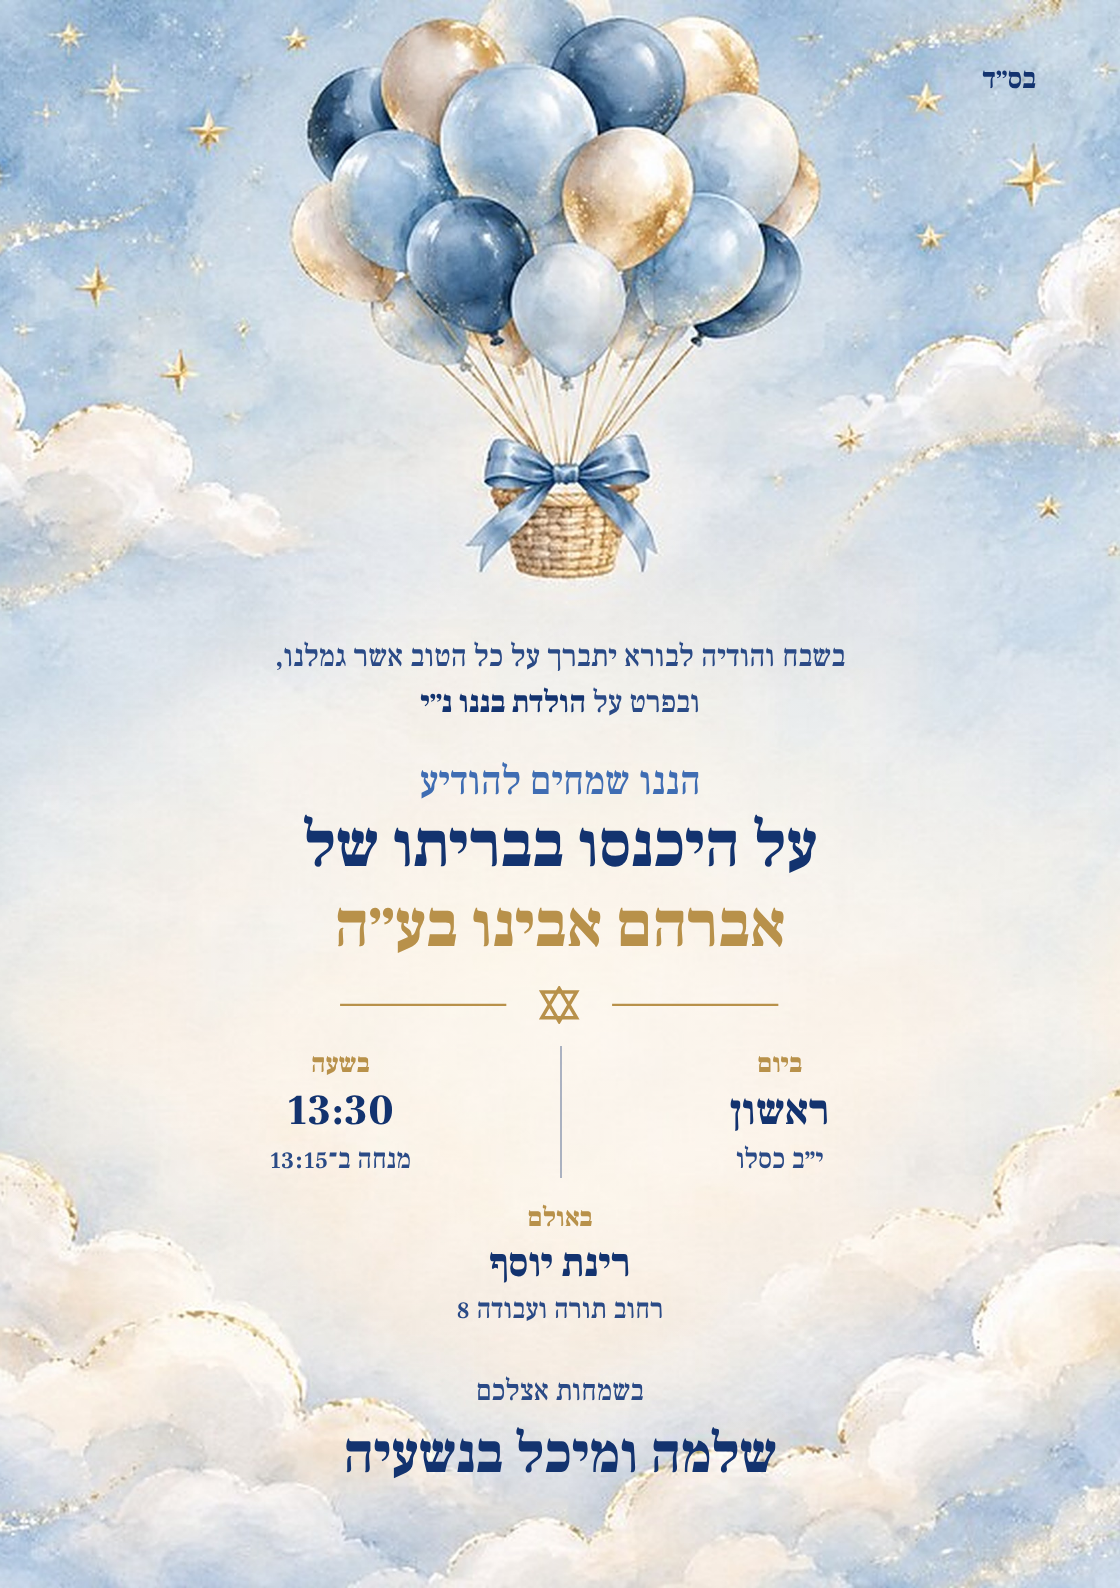 בס״ד
בשבח והודיה לבורא יתברך על כל הטוב אשר גמלנו,
ובפרט על הולדת בננו נ״י
הננו שמחים להודיע
על היכנסו בבריתו של
אברהם אבינו בע״ה
ביום
ראשון
י״ב כסלו
בשעה
13:30
מנחה ב־13:15
באולם
רינת יוסף
רחוב תורה ועבודה 8
בשמחות אצלכם
שלמה ומיכל בנשעיה